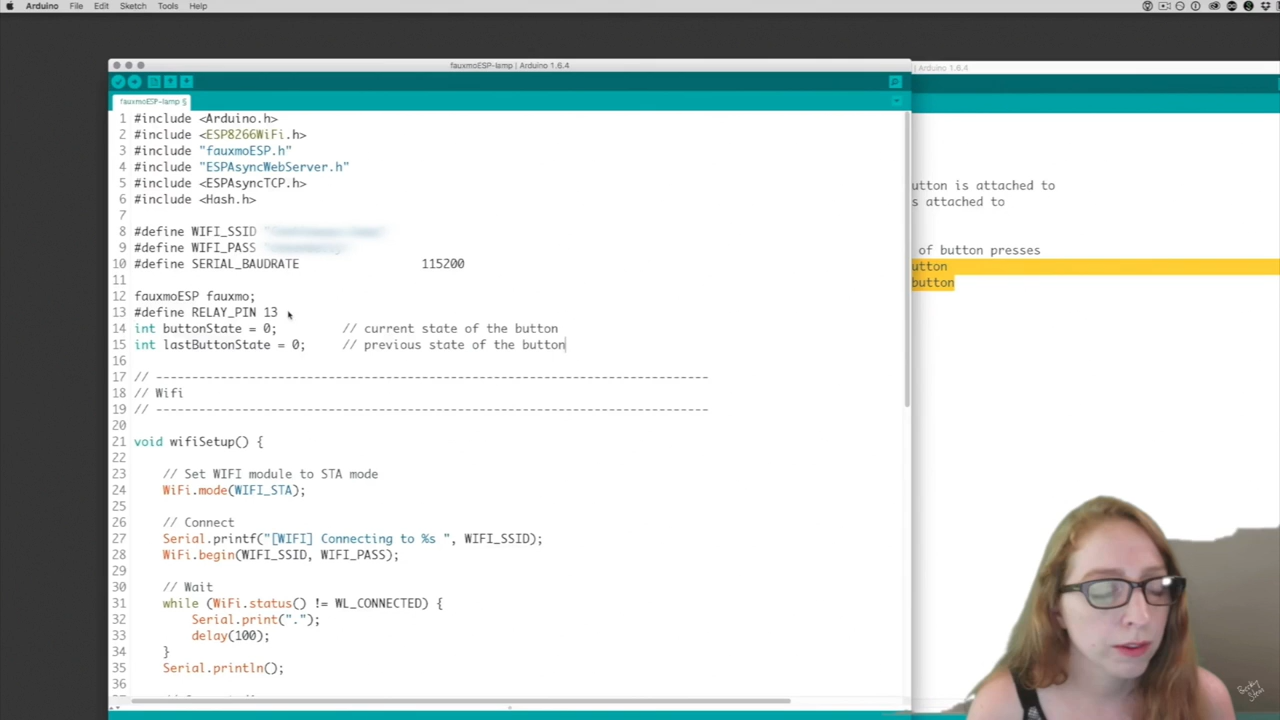 Arduino File Edit Sketch Tools Help
fauxmoESP-lamp | Arduino 1.6.4
| Arduino 1.6.4
fauxmoESP-lamp §
1 #include <Arduino.h>
2 #include <ESP8266WiFi.h>
3 #include "fauxmoESP.h"
4 #include "ESPAsyncWebServer.h"
5 #include <ESPAsyncTCP.h>
6 #include <Hash.h>
7
8 #define WIFI_SSID
9 #define WIFI_PASS
10 #define SERIAL_BAUDRATE 115200
11
12 fauxmoESP fauxmo;
13 #define RELAY_PIN 13
14 int buttonState = 0; // current state of the button
15 int lastButtonState = 0; // previous state of the button
16
17 // -----------------------------------------------------------------------------
18 // Wifi
19 // -----------------------------------------------------------------------------
20
21 void wifiSetup() {
22
23 // Set WIFI module to STA mode
24 WiFi.mode(WIFI_STA);
25
26 // Connect
27 Serial.printf("[WIFI] Connecting to %s ", WIFI_SSID);
28 WiFi.begin(WIFI_SSID, WIFI_PASS);
29
30 // Wait
31 while (WiFi.status() != WL_CONNECTED) {
32 Serial.print(".");
33 delay(100);
34 }
35 Serial.println();
36
utton is attached to
s attached to
of button presses
utton
button
Becky Stern